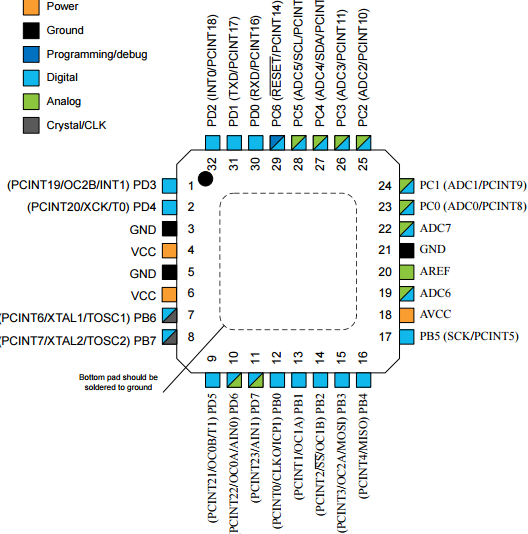 Power
Ground
Programming/debug
Digital
Analog
Crystal/CLK
PD2 (INT0/PCINT18)
PD1 (TXD/PCINT17)
PD0 (RXD/PCINT16)
PC6 (RESET/PCINT14)
PC5 (ADC5/SCL/PCINT
PC4 (ADC4/SDA/PCINT
PC3 (ADC3/PCINT11)
PC2 (ADC2/PCINT10)
32
31
30
29
28
27
26
25
(PCINT19/OC2B/INT1) PD3
1
(PCINT20/XCK/T0) PD4
2
GND
3
VCC
4
GND
5
VCC
6
(PCINT6/XTAL1/TOSC1) PB6
7
(PCINT7/XTAL2/TOSC2) PB7
8
24
PC1 (ADC1/PCINT9)
23
PC0 (ADC0/PCINT8)
22
ADC7
21
GND
20
AREF
19
ADC6
18
AVCC
17
PB5 (SCK/PCINT5)
9
10
11
12
13
14
15
16
Bottom pad should be
soldered to ground
(PCINT21/OC0B/T1) PD5
PCINT22/OC0A/AIN0) PD6
(PCINT23/AIN1) PD7
(PCINT0/CLKO/ICP1) PB0
(PCINT1/OC1A) PB1
(PCINT2/SS/OC1B) PB2
(PCINT3/OC2A/MOSI) PB3
(PCINT4/MISO) PB4